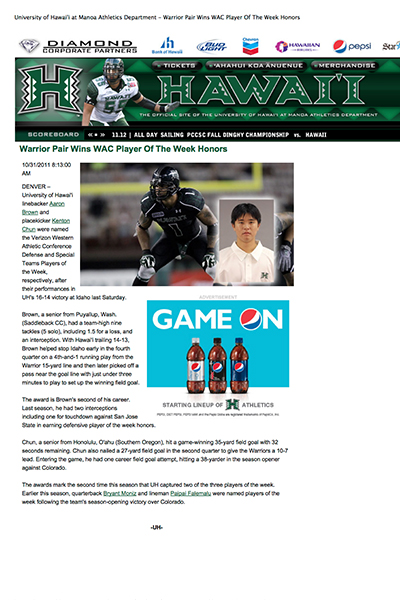 University of Hawai'i at Manoa Athletics Department – Warrior Pair Wins WAC Player Of The Week Honors
DIAMOND
CORPORATE PARTNERS
Bank of Hawaii
BUD LIGHT
Chevron
HAWAIIAN
AIRLINES
pepsi
TICKETS
'AHAHUI KOA ANUENUE
MERCHANDISE
HAWAI'I
THE OFFICIAL SITE OF THE UNIVERSITY OF HAWAI'I AT MANOA ATHLETICS DEPARTMENT
SCOREBOARD 11.12 | ALL DAY SAILING PCCSC FALL DINGHY CHAMPIONSHIP vs. HAWAII
Warrior Pair Wins WAC Player Of The Week Honors
10/31/2011 8:13:00
AM
DENVER –
University of Hawai'i
linebacker Aaron
Brown and
placekicker Kenton
Chun were named
the Verizon Western
Athletic Conference
Defense and Special
Teams Players of
the Week,
respectively, after
their performances in
UH's 16-14 victory at Idaho last Saturday.
1
H
ADVERTISEMENT
GAME ON
Brown, a senior from Puyallup, Wash.
(Saddleback CC), had a team-high nine
tackles (5 solo), including 1.5 for a loss, and
an interception. With Hawai'i trailing 14-13,
Brown helped stop Idaho early in the fourth
quarter on a 4th-and-1 running play from the
Warrior 15-yard line and then later picked off a
pass near the goal line with just under three
minutes to play to set up the winning field goal.
STARTING LINEUP OF H ATHLETICS
The award is Brown's second of his career.
Last season, he had two interceptions
including one for touchdown against San Jose
State in earning defensive player of the week honors.
Chun, a senior from Honolulu, O'ahu (Southern Oregon), hit a game-winning 35-yard field goal with 32
seconds remaining. Chun also nailed a 27-yard field goal in the second quarter to give the Warriors a 10-7
lead. Entering the game, he had one career field goal attempt, hitting a 38-yarder in the season opener
against Colorado.
The awards mark the second time this season that UH captured two of the three players of the week.
Earlier this season, quarterback Bryant Moniz and lineman Paipai Falemalu were named players of the
week following the team's season-opening victory over Colorado.
-UH-